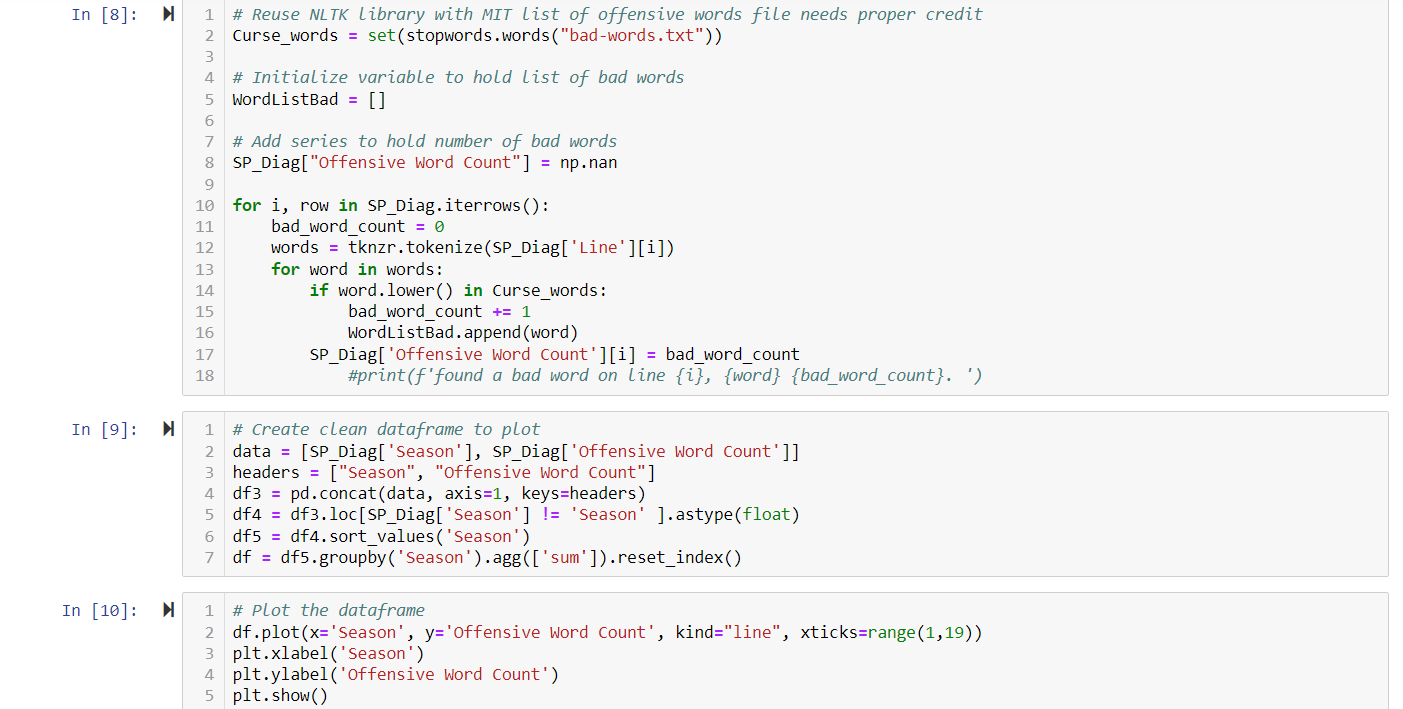 In [8]:
1 # Reuse NLTK library with MIT list of offensive words file needs proper credit
2 Curse_words = set(stopwords.words("bad-words.txt"))
3
4 # Initialize variable to hold list of bad words
5 WordListBad = []
6
7 # Add series to hold number of bad words
8 SP_Diag["Offensive Word Count"] = np.nan
9
10 for i, row in SP_Diag.iterrows():
11     bad_word_count = 0
12     words = tknzr.tokenize(SP_Diag['Line'][i])
13     for word in words:
14         if word.lower() in Curse_words:
15             bad_word_count += 1
16             WordListBad.append(word)
17         SP_Diag['Offensive Word Count'][i] = bad_word_count
18             #print(f'found a bad word on line {i}, {word} {bad_word_count}. ')
In [9]:
1 # Create clean dataframe to plot
2 data = [SP_Diag['Season'], SP_Diag['Offensive Word Count']]
3 headers = ["Season", "Offensive Word Count"]
4 df3 = pd.concat(data, axis=1, keys=headers)
5 df4 = df3.loc[SP_Diag['Season'] != 'Season' ].astype(float)
6 df5 = df4.sort_values('Season')
7 df = df5.groupby('Season').agg(['sum']).reset_index()
In [10]:
1 # Plot the dataframe
2 df.plot(x='Season', y='Offensive Word Count', kind="line", xticks=range(1,19))
3 plt.xlabel('Season')
4 plt.ylabel('Offensive Word Count')
5 plt.show()